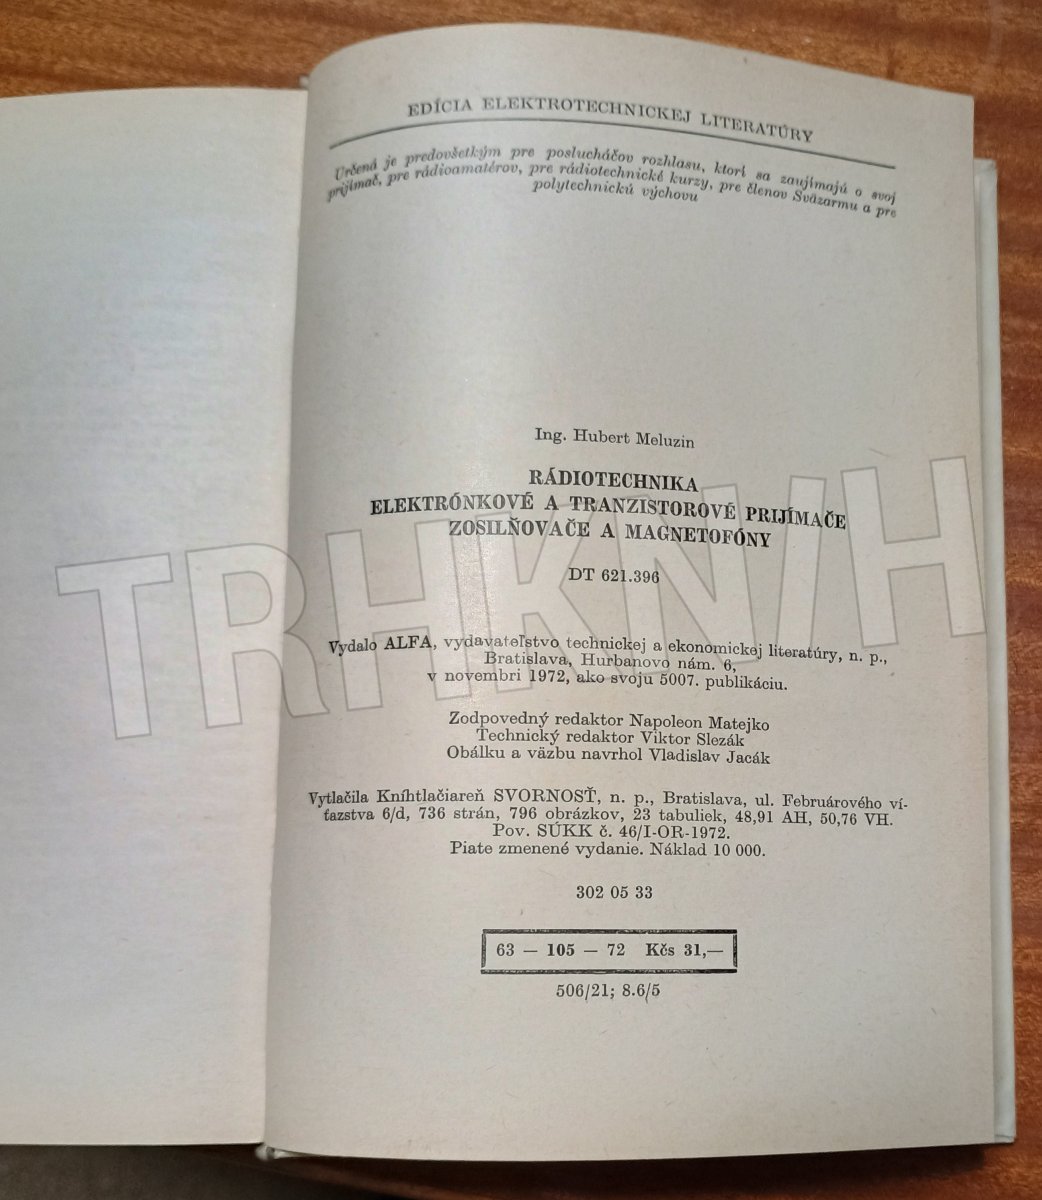 EDÍCIA ELEKTROTECHNICKEJ LITERATÚRY
Určená je predovšetkým pre poslucháčov rozhlasu, ktorí sa zaujímajú o svoj
prijímač, pre rádioamatérov, pre rádiotechnické kurzy, pre členov Sväzarmu a pre
polytechnickú výchovu
Ing. Hubert Meluzin
RÁDIOTECHNIKA
ELEKTRÓNKOVÉ A TRANZISTOROVÉ PRIJÍMAČE
ZOSILŇOVAČE A MAGNETOFÓNY
DT 621.396
TRHKNIH
Vydalo ALFA, vydavateľstvo technickej a ekonomickej literatúry, n. p.,
Bratislava, Hurbanovo nám. 6,
v novembri 1972, ako svoju 5007. publikáciu.
Zodpovedný redaktor Napoleon Matejko
Technický redaktor Viktor Slezák
Obálku a väzbu navrhol Vladislav Jacák
Vytlačila Kníhtlačiareň SVORNOSŤ, n. p., Bratislava, ul. Februárového ví-
ťazstva 6/d, 736 strán, 796 obrázkov, 23 tabuliek, 48,91 AH, 50,76 VH.
Pov. SÚKK č. 46/I-OR-1972.
Piate zmenené vydanie. Náklad 10 000.
302 05 33
63 — 105 — 72 Kčs 31,—
506/21; 8.6/5